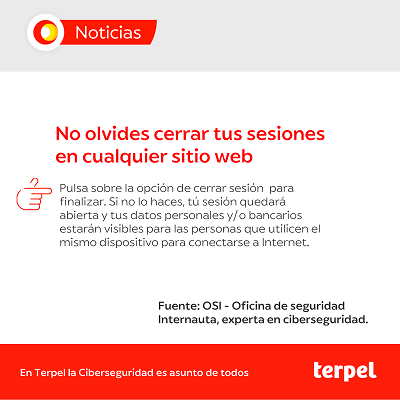 Noticias
No olvides cerrar tus sesiones
en cualquier sitio web
Pulsa sobre la opción de cerrar sesión para
finalizar. Si no lo haces, tú sesión quedará
abierta y tus datos personales y/o bancarios
estarán visibles para las personas que utilicen el
mismo dispositivo para conectarse a Internet.
Fuente: OSI - Oficina de seguridad
Internauta, experta en ciberseguridad.
En Terpel la Ciberseguridad es asunto de todos
terpel